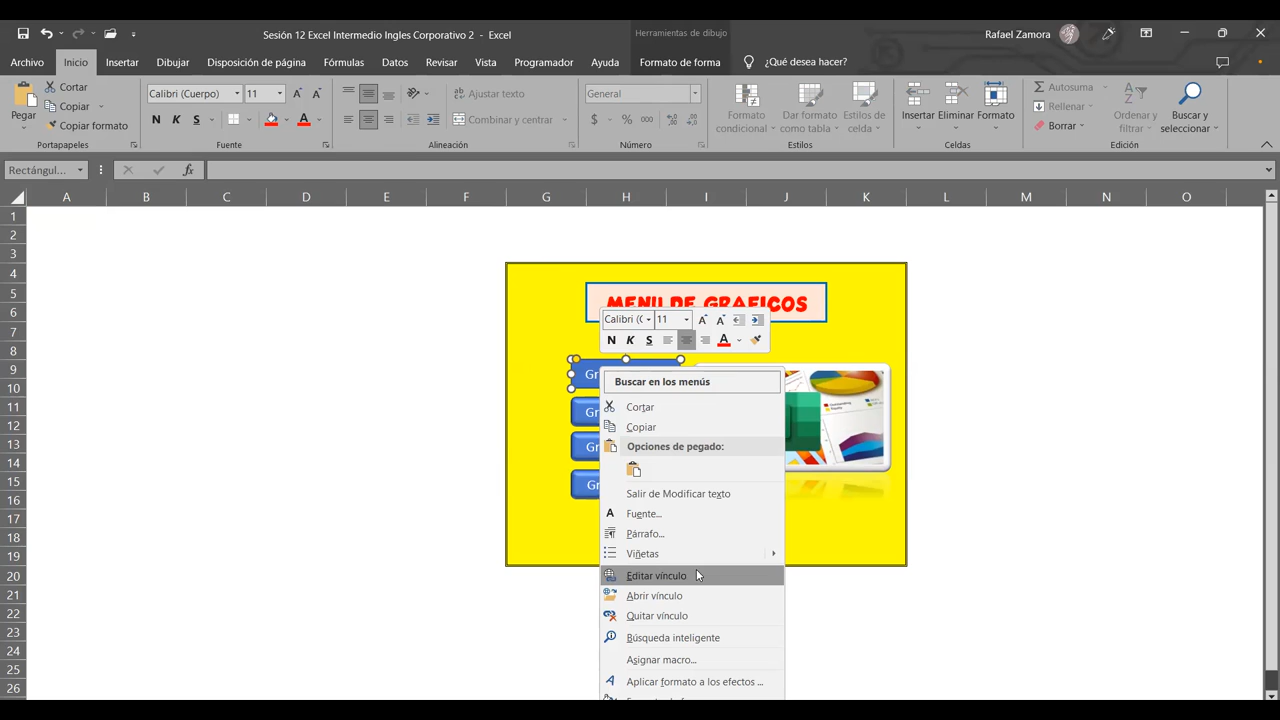 Sesión 12 Excel Intermedio Ingles Corporativo 2 - Excel
Herramientas de dibujo
Rafael Zamora
Archivo Inicio Insertar Dibujar Disposición de página Fórmulas Datos Revisar Vista Programador Ayuda Formato de forma ¿Qué desea hacer?
Pegar
Cortar
Copiar
Copiar formato
Portapapeles
Calibri (Cuerpo) 11
N K S
Fuente
Ajustar texto
Combinar y centrar
Alineación
General
$ % 000
Número
Formato condicional
Dar formato como tabla
Estilos de celda
Estilos
Insertar Eliminar Formato
Celdas
Autosuma
Rellenar
Borrar
Ordenar y filtrar
Buscar y seleccionar
Edición
Rectángul...
fx
A B C D E F G H I J K L M N O
1
2
3
4
5
6
7
8
9
10
11
12
13
14
15
16
17
18
19
20
21
22
23
24
25
26
MENU DE GRAFICOS
Calibri (C 11
N K S
Gr
Gr
Gr
Gr
Buscar en los menús
Cortar
Copiar
Opciones de pegado:
Salir de Modificar texto
Fuente...
Párrafo...
Viñetas
Editar vínculo
Abrir vínculo
Quitar vínculo
Búsqueda inteligente
Asignar macro...
Aplicar formato a los efectos ...